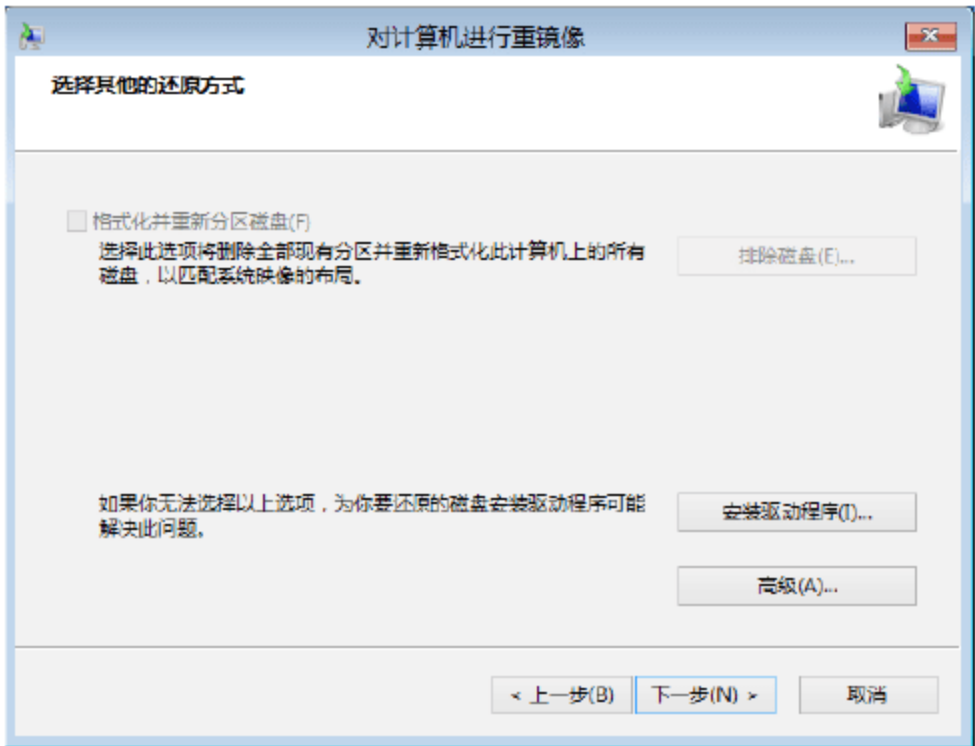 对计算机进行重镜像
选择其他的还原方式
格式化并重新分区磁盘(F)
选择此选项将删除全部现有分区并重新格式化此计算机上的所有
磁盘，以匹配系统映像的布局。
排除磁盘(E)...
如果你无法选择以上选项，为你要还原的磁盘安装驱动程序可能
解决此问题。
安装驱动程序(I)...
高级(A)...
< 上一步(B)
下一步(N) >
取消